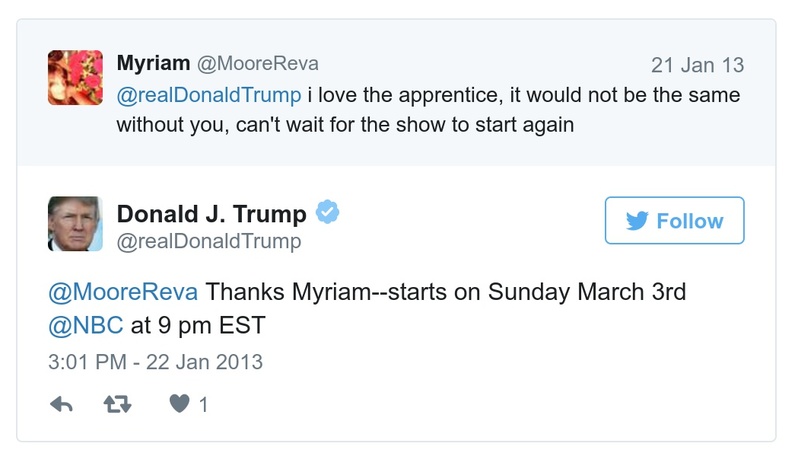 Myriam @MooreReva 21 Jan 13
@realDonaldTrump i love the apprentice, it would not be the same
without you, can't wait for the show to start again
Donald J. Trump
@realDonaldTrump
Follow
@MooreReva Thanks Myriam--starts on Sunday March 3rd
@NBC at 9 pm EST
3:01 PM - 22 Jan 2013
1